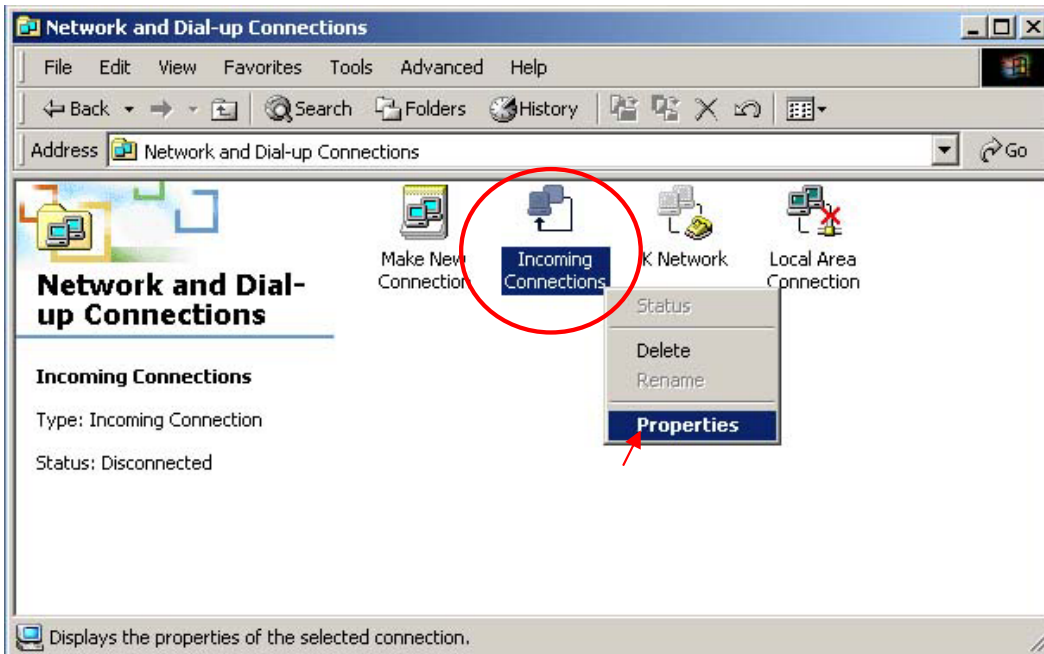 Network and Dial-up Connections
File Edit View Favorites Tools Advanced Help
Back Search Folders History
Address Network and Dial-up Connections Go
Make New Connection
Incoming Connections
K Network
Local Area Connection
Network and Dial-
up Connections
Incoming Connections
Type: Incoming Connection
Status: Disconnected
Status
Delete
Rename
Properties
Displays the properties of the selected connection.